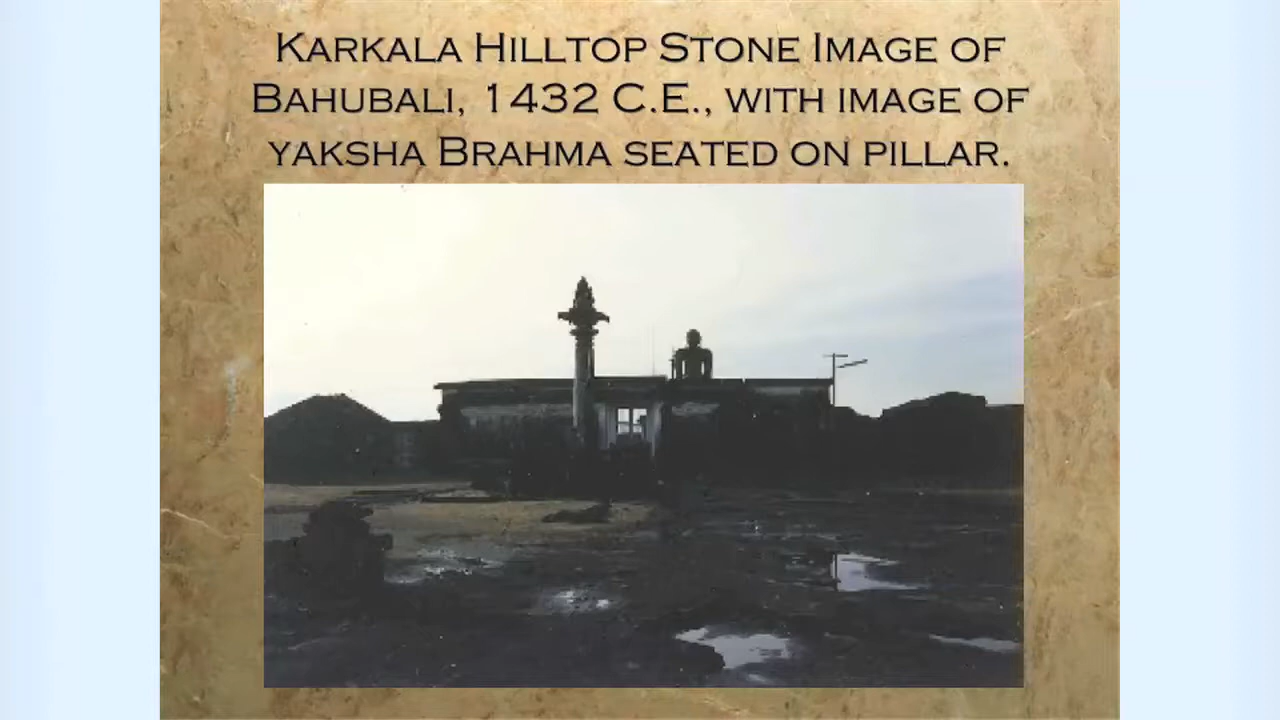 Karkala Hilltop Stone Image of
Bahubali, 1432 C.E., with image of
yaksha Brahma seated on pillar.